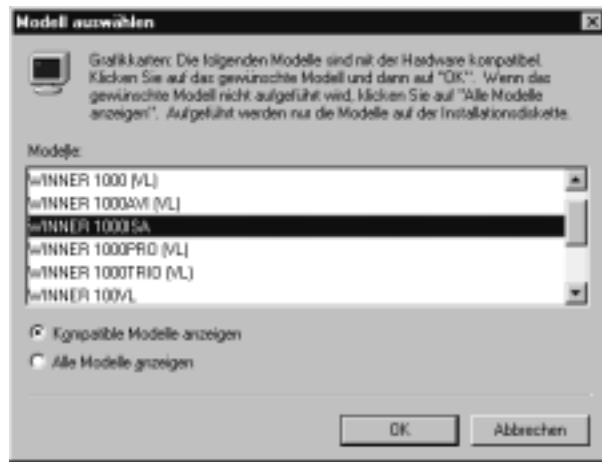 Modell auswählen
Grafikkarten: Die folgenden Modelle sind mit der Hardware kompatibel.
Klicken Sie auf das gewünschte Modell und dann auf "OK". Wenn das
gewünschte Modell nicht aufgeführt wird, klicken Sie auf "Alle Modelle
anzeigen". Aufgeführt werden nur die Modelle auf der Installationsdiskette.
Modelle:
WINNER 1000 (VL)
WINNER 1000AVI (VL)
WINNER 1000ISA
WINNER 1000PRO (VL)
WINNER 1000TRIO (VL)
WINNER 100VL
Kompatible Modelle anzeigen
Alle Modelle anzeigen
OK
Abbrechen